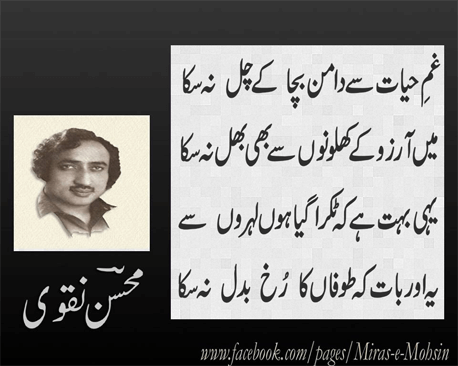 غمِ حیات سے دامن بچا کے چل نہ سکا
میں آرزو کے کھلونوں سے بھی بہل نہ سکا
یہی بہت ہے کہ ٹکرا گیا ہوں لہروں سے
یہ اور بات کہ طوفاں کا رُخ بدل نہ سکا
محسن نقوی
www.facebook.com/pages/Miras-e-Mohsin